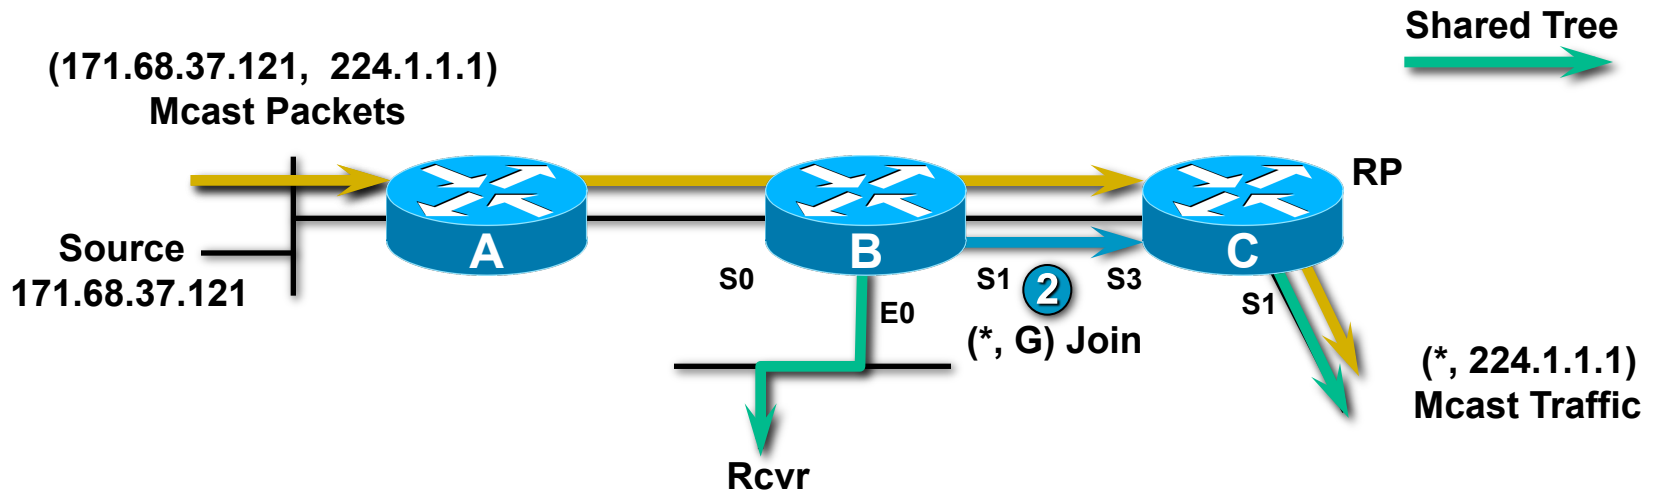 Shared Tree
(171.68.37.121, 224.1.1.1)
Mcast Packets
RP
A
B
C
Source
171.68.37.121
S0
S1
2
S3
S1
E0
(*, G) Join
(*, 224.1.1.1)
Mcast Traffic
Rcvr